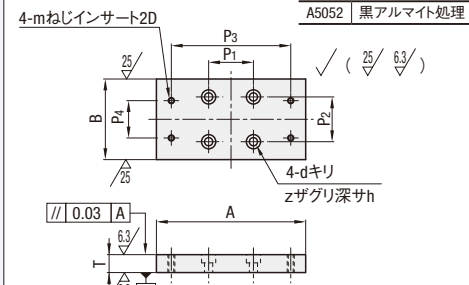 A5052 黒アルマイト処理
4-mねじインサート2D
P3
P1
25
( 25 6.3 )
B
P4
P2
25
4-dキリ
zザグリ深サh
// 0.03 A
A
6.3
T